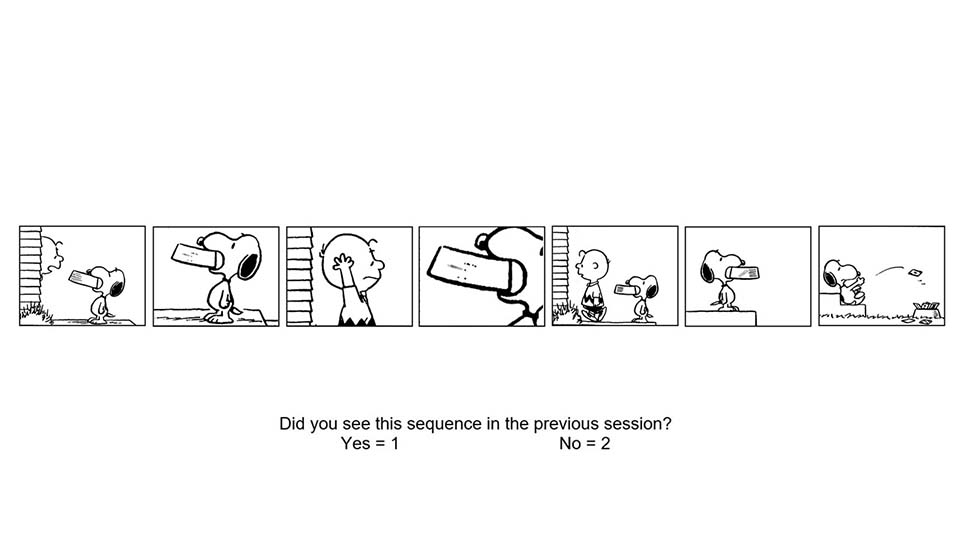 Did you see this sequence in the previous session?
Yes = 1 No = 2